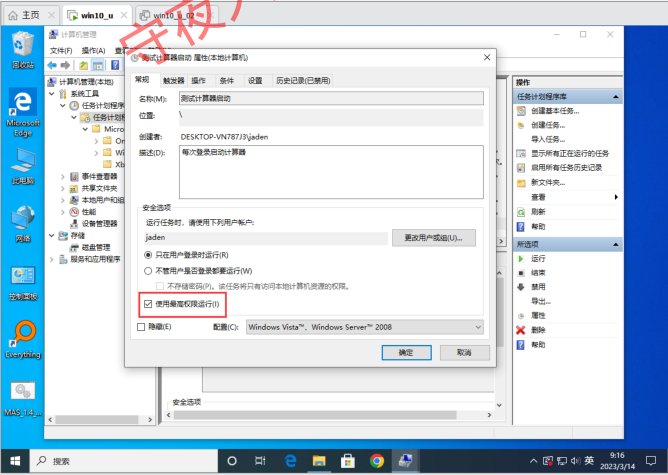 主页
win10_u
win10_u_02
守夜
计算机管理
文件(F) 操作(A) 查
测试计算器启动 属性(本地计算机)
常规 触发器 操作 条件 设置 历史记录(已禁用)
名称(M): 测试计算器启动
位置: \
创建者: DESKTOP-VN787J3\jaden
描述(D): 每次登录启动计算器
安全选项
运行任务时，请使用下列用户帐户:
jaden
更改用户或组(U)...
只在用户登录时运行(R)
不管用户是否登录都要运行(W)
不存储密码(P)。该任务将只有访问本地计算机资源的权限。
使用最高权限运行(I)
隐藏(E)
配置(C): Windows Vista™、Windows Server™ 2008
确定
取消
安全选项
计算机管理(本地)
系统工具
任务计划程序
任务计划程
Micro
On
Wi
Xb
事件查看器
共享文件夹
本地用户和组
性能
设备管理器
存储
磁盘管理
服务和应用程序
操作
任务计划程序库
创建基本任务...
创建任务...
导入任务...
显示所有正在运行的任务
启用所有任务历史记录
新文件夹...
查看
刷新
帮助
所选项
运行
结束
禁用
导出...
属性
删除
帮助
回收站
Microsoft
Edge
此电脑
网络
控制面板
Everything
MAS_1.4_...
搜索
英
9:16
2023/3/14